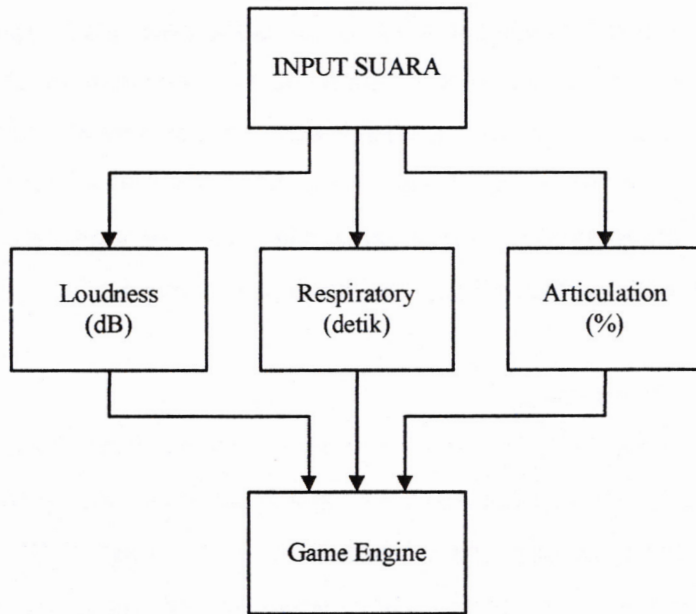 INPUT SUARA
Loudness
(dB)
Respiratory
(detik)
Articulation
(%)
Game Engine